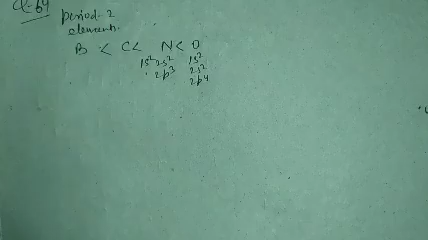 Q-64
period-2
elements.
B < C < N < O
1s² 2s² 1s²
2p³ 2s²
2p⁴